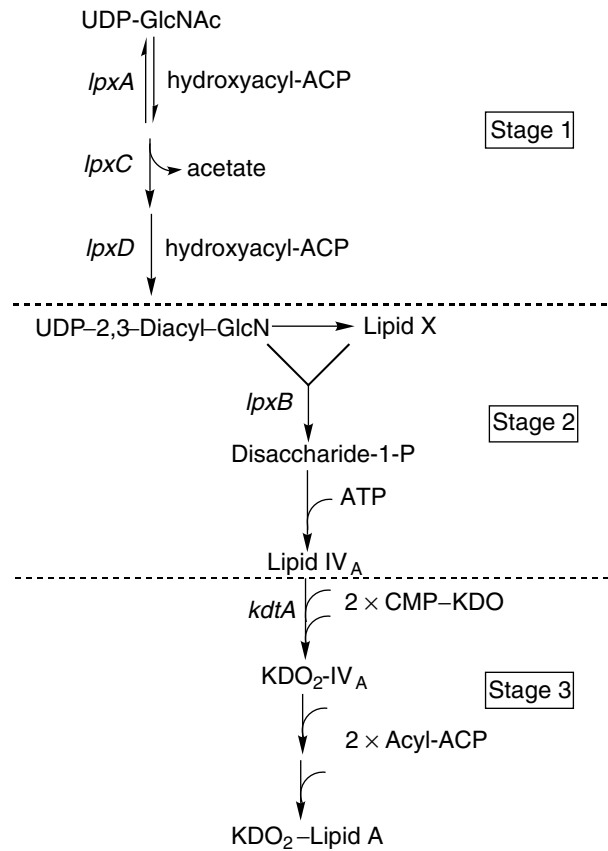 UDP-GlcNAc
lpxA hydroxyacyl-ACP
Stage 1
lpxC acetate
lpxD hydroxyacyl-ACP
UDP–2,3–Diacyl–GlcN Lipid X
lpxB
Stage 2
Disaccharide-1-P
ATP
Lipid IVA
kdtA 2 × CMP–KDO
KDO2-IVA
Stage 3
2 × Acyl-ACP
KDO2–Lipid A